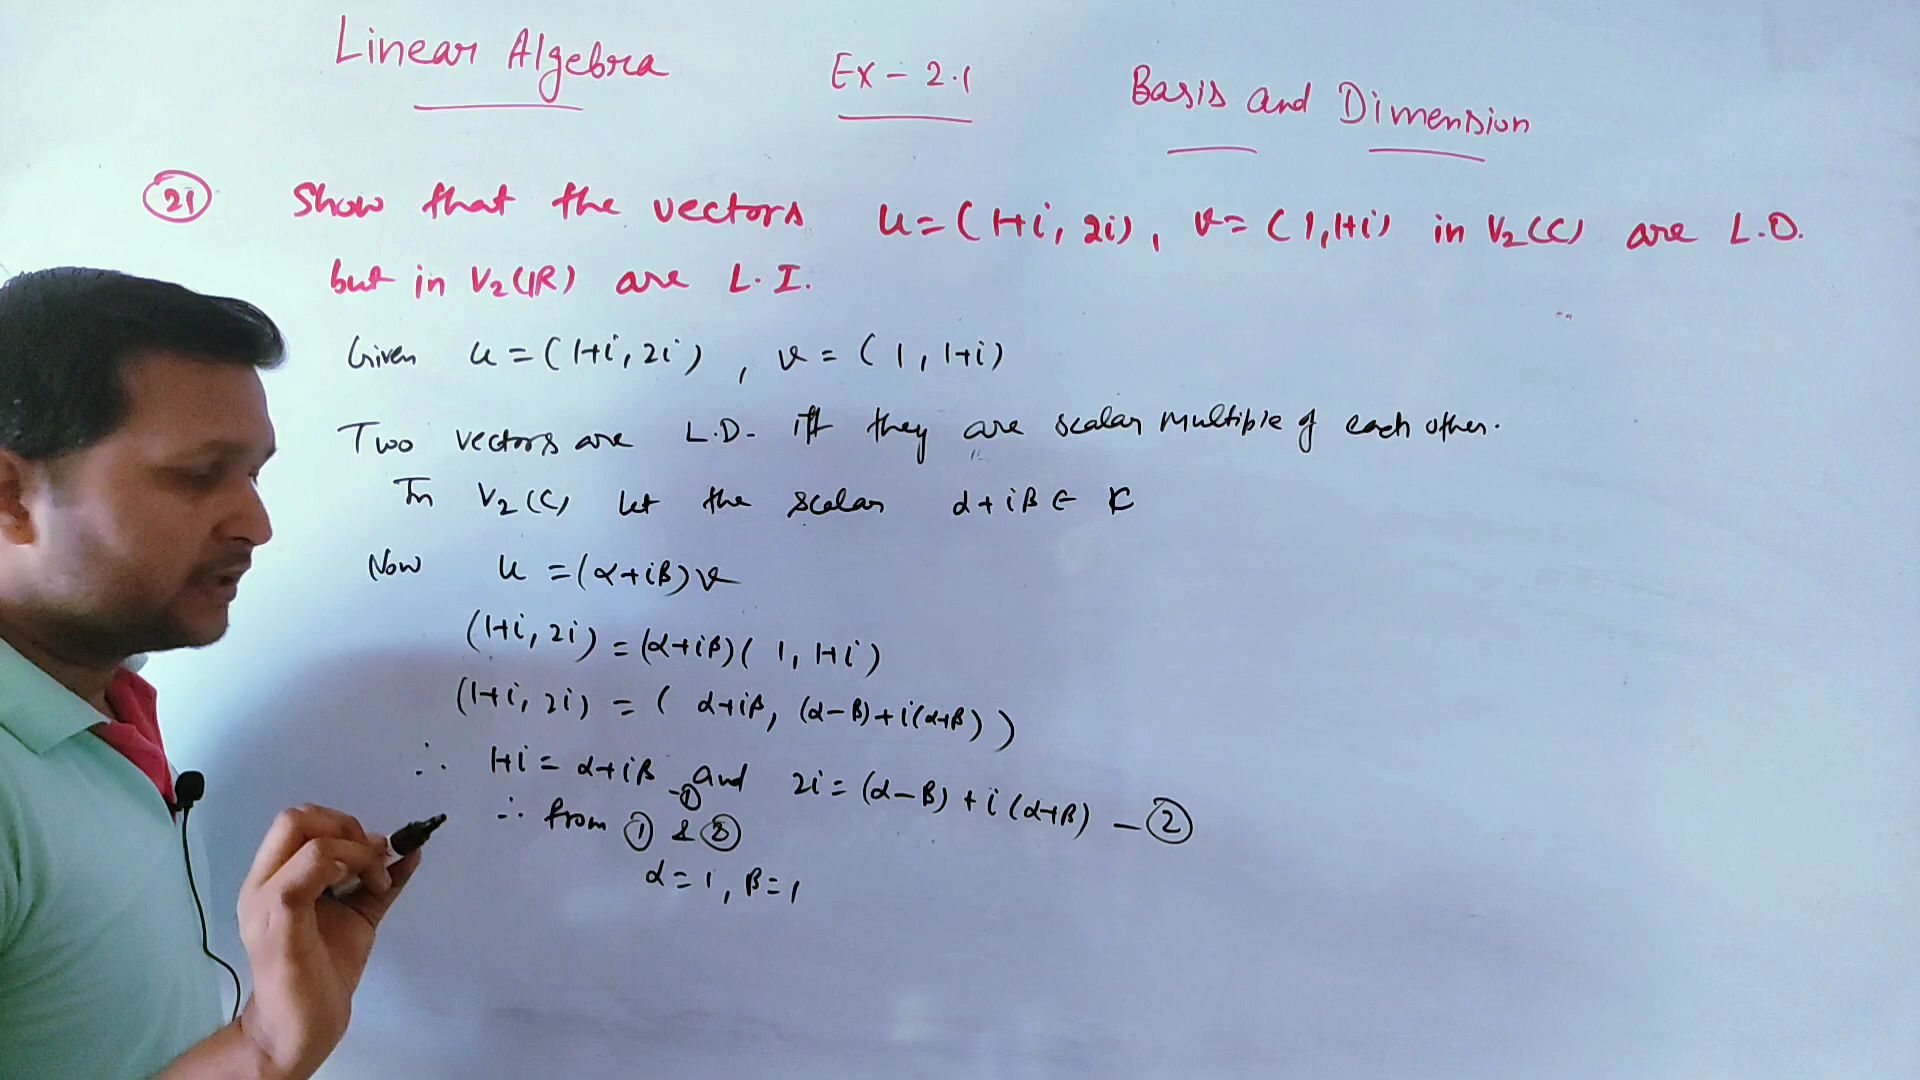 Linear Algebra Ex - 2.1 Basis and Dimension
21 Show that the vectors u = (1+i, 2i), v = (1, 1+i) in V₂(C) are L.D.
but in V₂(IR) are L.I.
Given u = (1+i, 2i), v = (1, 1+i)
Two vectors are L.D. iff they are scalar multiple of each other.
In V₂(C) let the scalar α+iβ ∈ ℂ
Now u = (α+iβ)v
(1+i, 2i) = (α+iβ)(1, 1+i)
(1+i, 2i) = (α+iβ, (α-β)+i(α+β))
∴ 1+i = α+iβ -① and 2i = (α-β) + i(α+β) -②
∴ from ① & ②
α = 1, β = 1